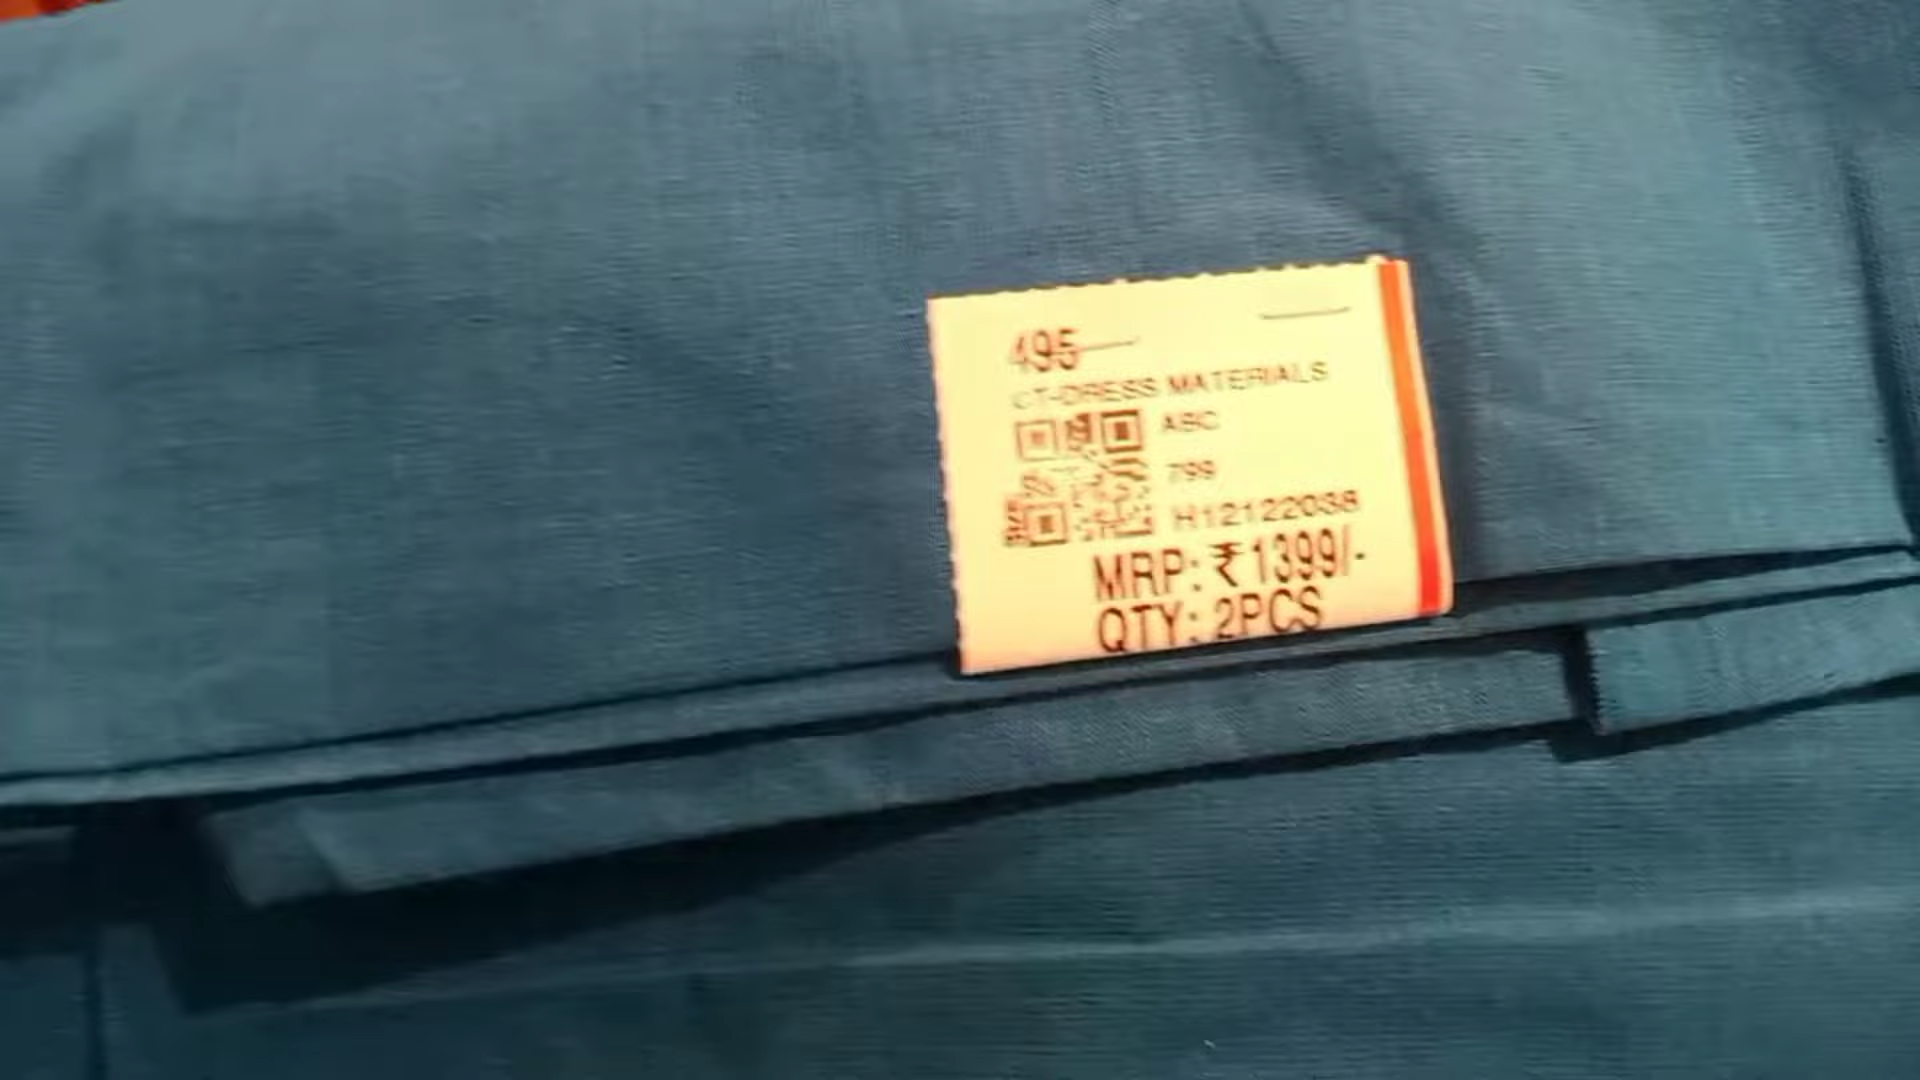 495
CT-DRESS MATERIALS
ABC
799
H12122038
MRP: ₹1399/-
QTY: 2PCS